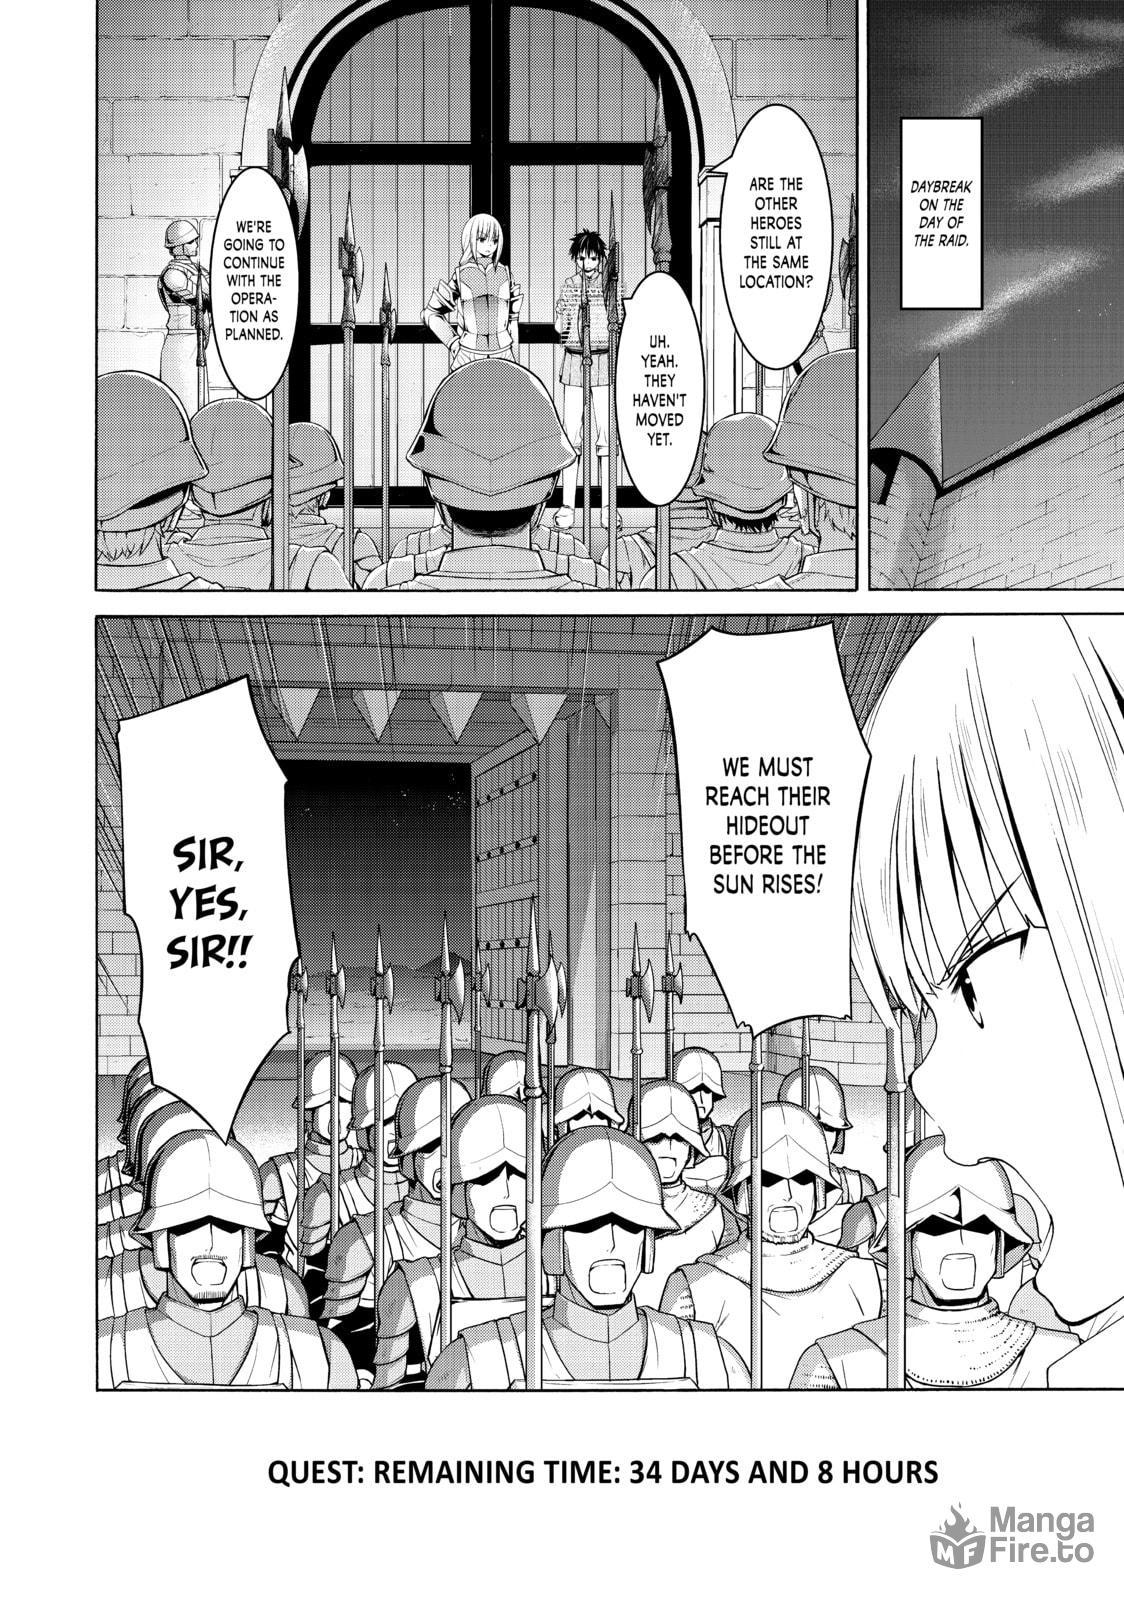 DAYBREAK
ON THE
DAY OF
THE RAID.
ARE THE
OTHER
HEROES
STILL AT
THE SAME
LOCATION?
UH.
YEAH.
THEY
HAVEN'T
MOVED
YET.
WE'RE
GOING TO
CONTINUE
WITH THE
OPERA-
TION AS
PLANNED.
WE MUST
REACH THEIR
HIDEOUT
BEFORE THE
SUN RISES!
SIR,
YES,
SIR!!
QUEST: REMAINING TIME: 34 DAYS AND 8 HOURS
MF
Manga
Fire.to